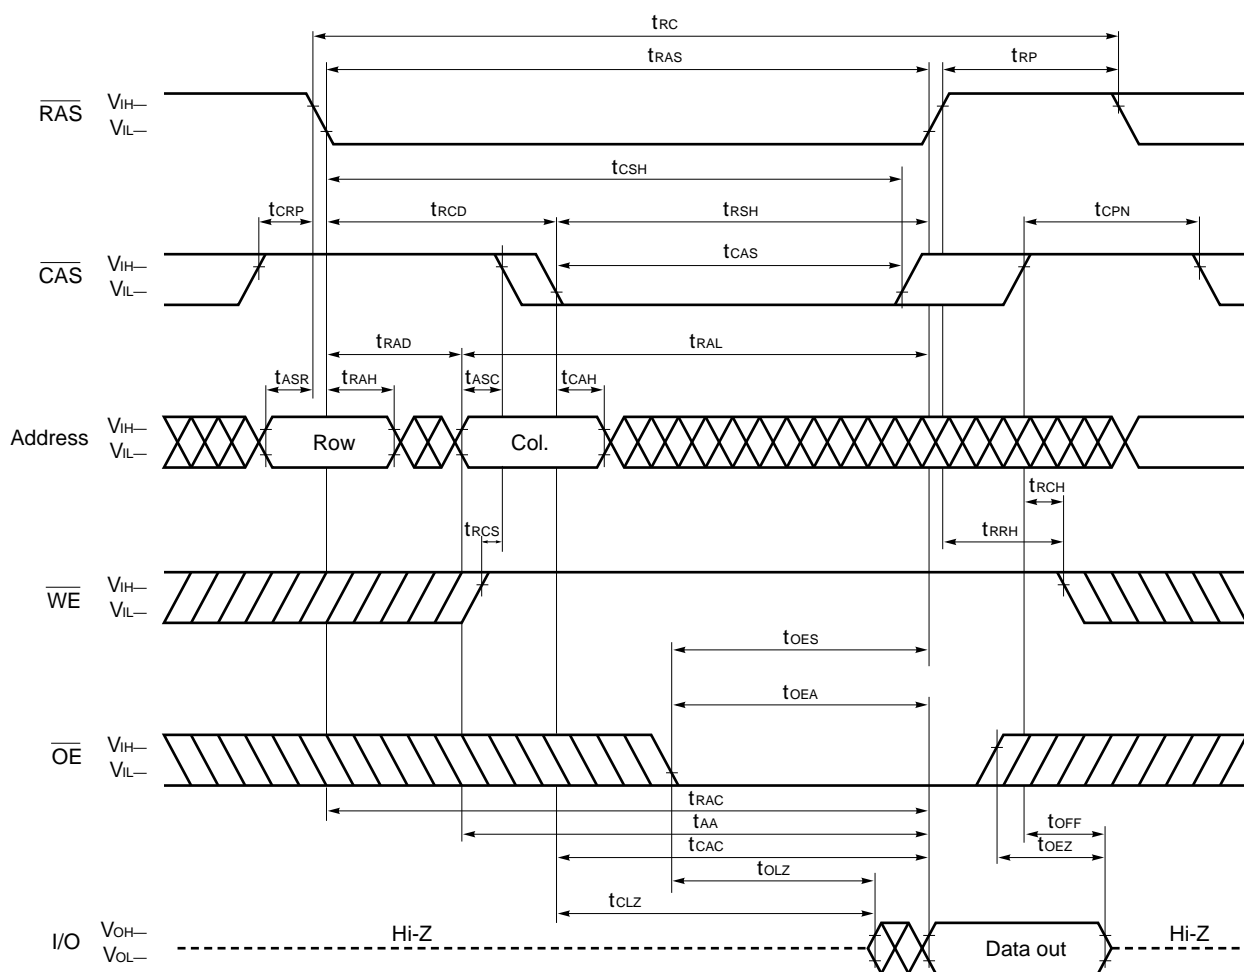 tRC
tRAS
tRP
RAS
VIH—
VIL—
tCSH
tCRP
tRCD
tRSH
tCPN
CAS
VIH—
VIL—
tCAS
tRAD
tRAL
tASR
tRAH
tASC
tCAH
Address
VIH—
VIL—
Row
Col.
tRCH
tRCS
tRRH
WE
VIH—
VIL—
tOES
tOEA
OE
VIH—
VIL—
tRAC
tAA
tOFF
tCAC
tOEZ
tOLZ
tCLZ
I/O
VOH—
VOL—
Hi-Z
Data out
Hi-Z